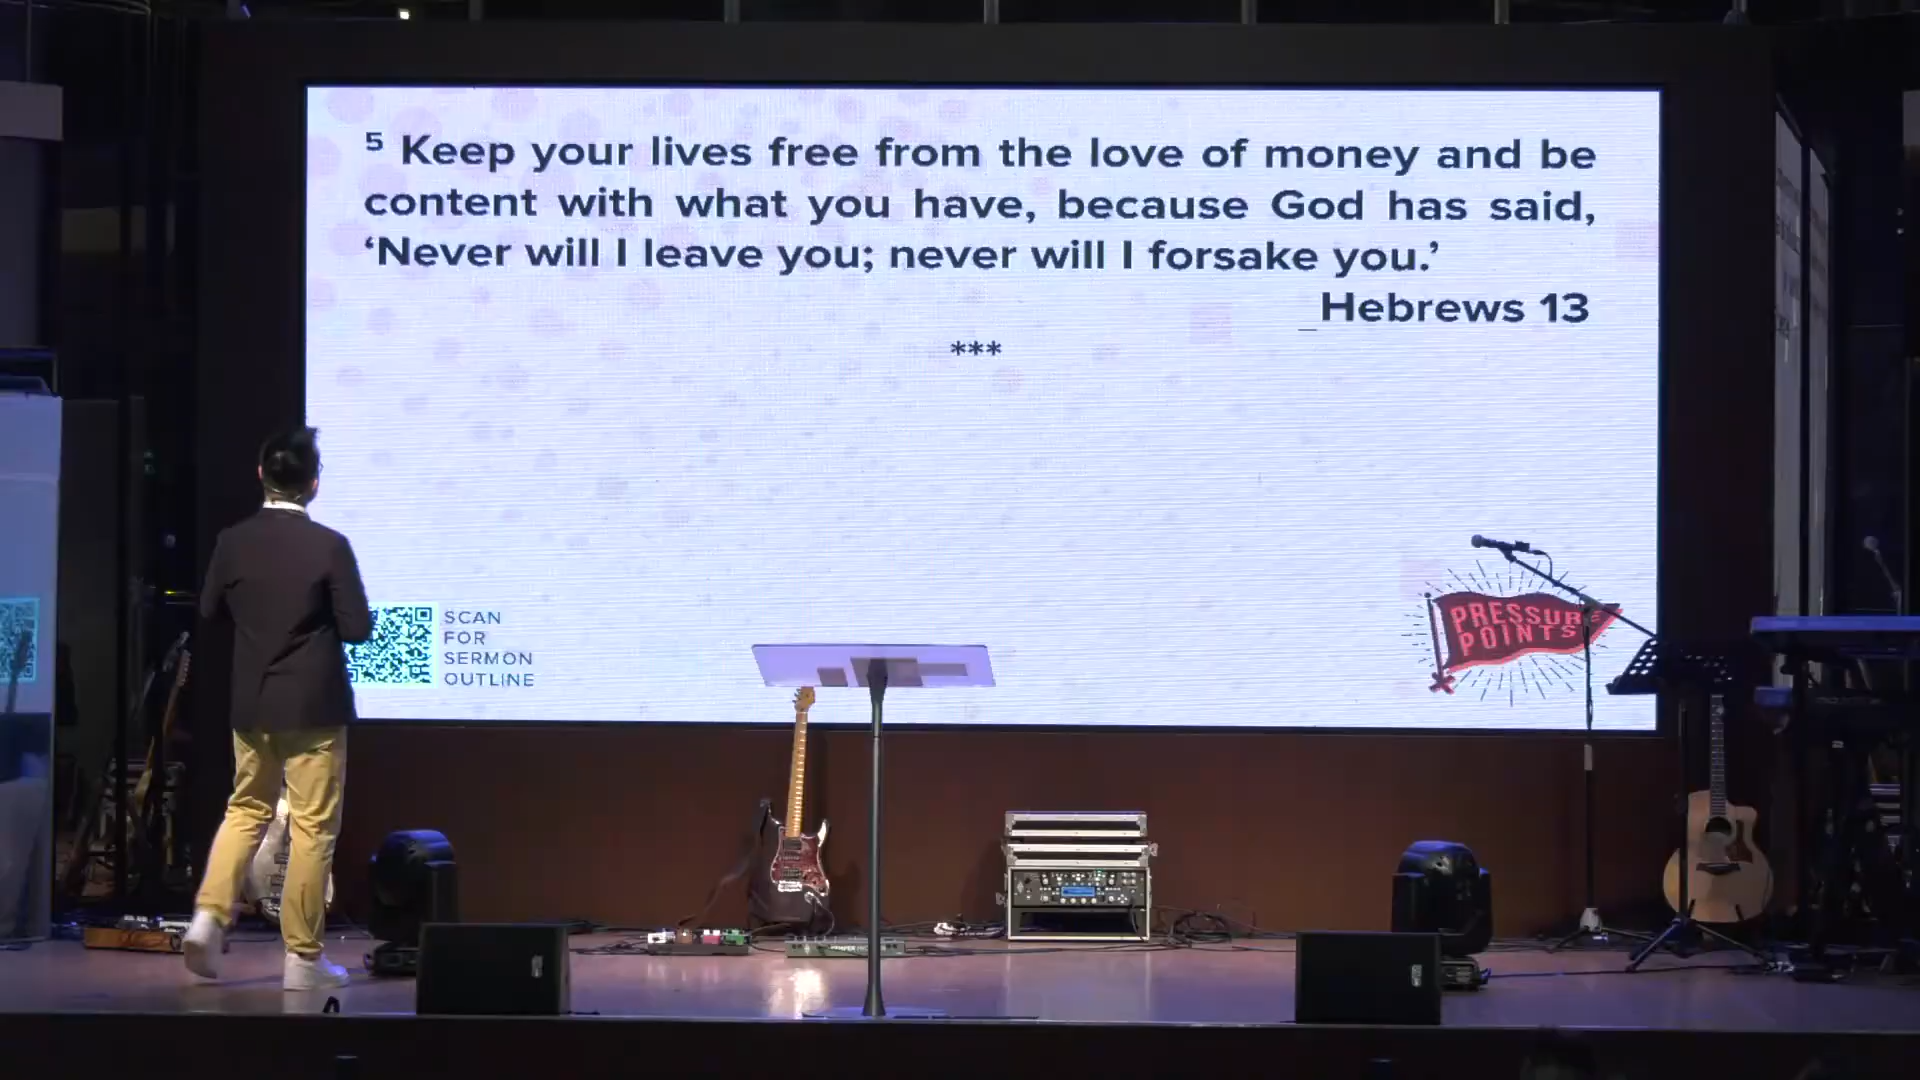 5 Keep your lives free from the love of money and be
content with what you have, because God has said,
‘Never will I leave you; never will I forsake you.’
_Hebrews 13
***
SCAN
FOR
SERMON
OUTLINE
PRESSURE
POINTS